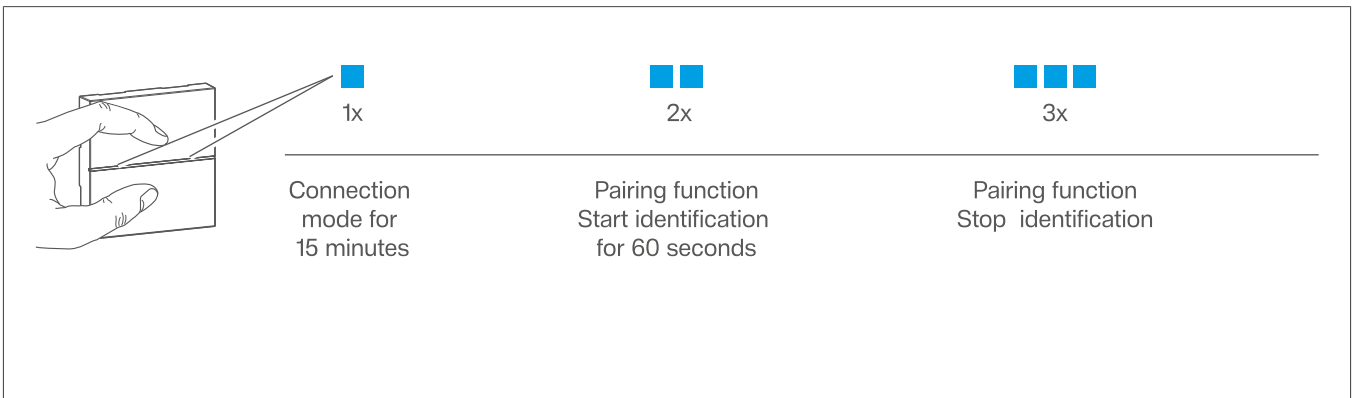 1x
2x
3x
Connection
mode for
15 minutes
Pairing function
Start identification
for 60 seconds
Pairing function
Stop identification